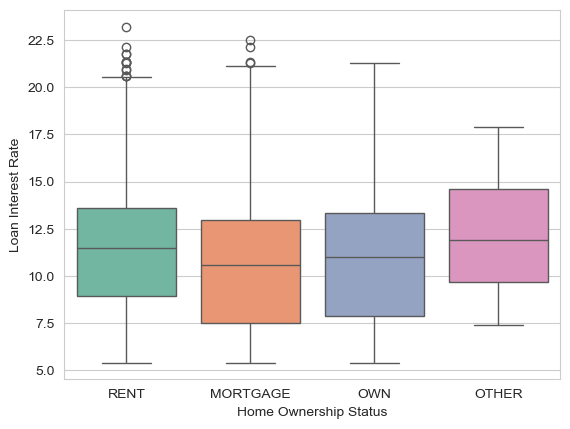 22.5
20.0
17.5
15.0
12.5
10.0
7.5
5.0
Loan Interest Rate
RENT MORTGAGE OWN OTHER
Home Ownership Status